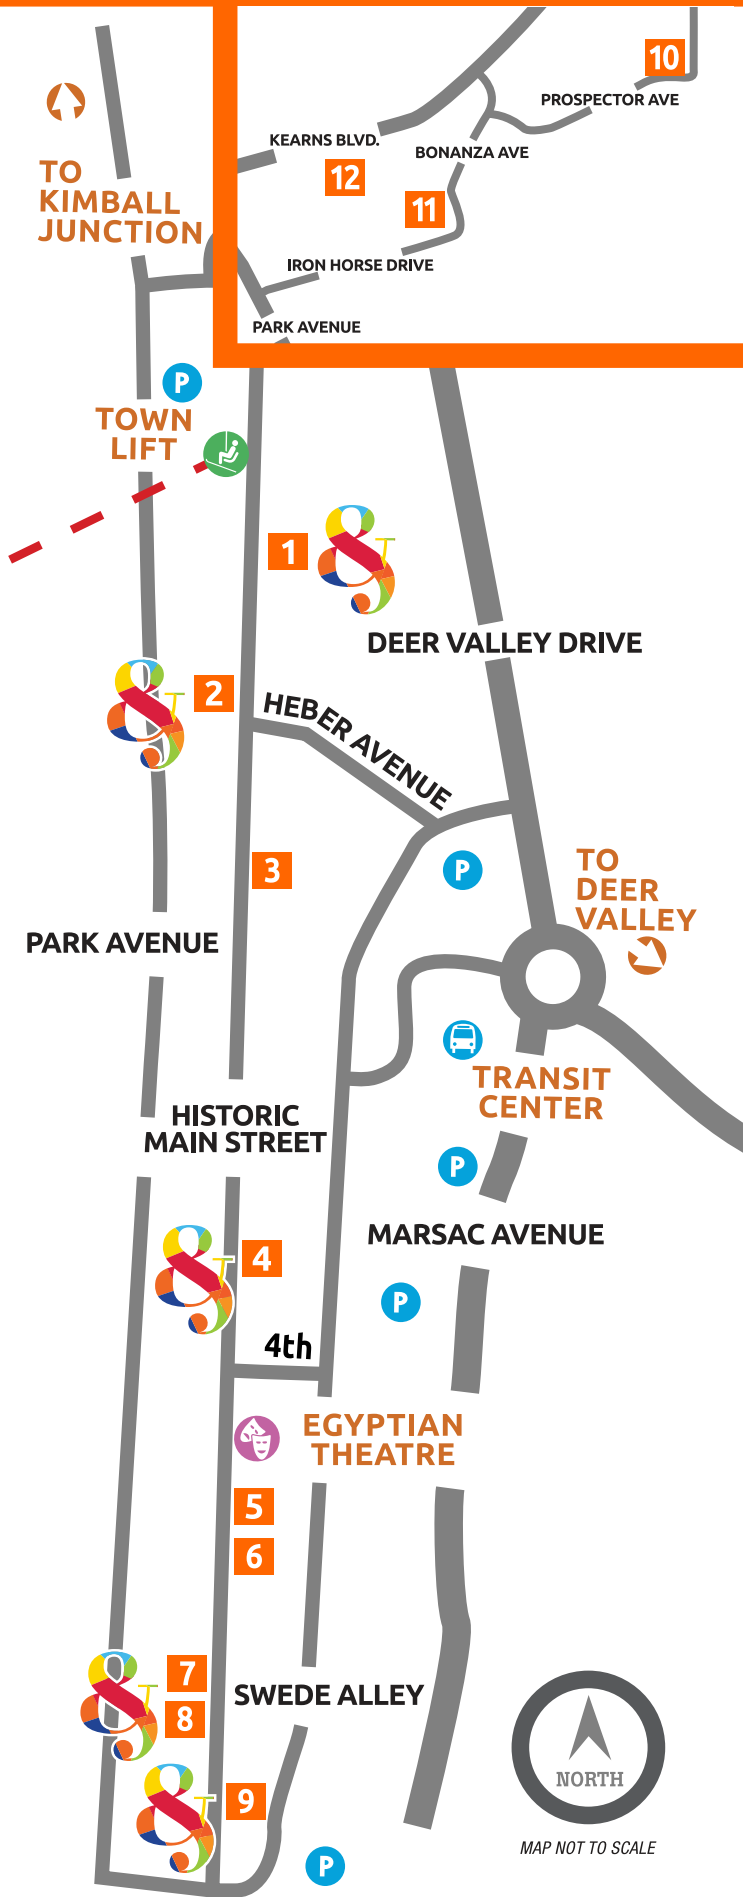 10
PROSPECTOR AVE
KEARNS BLVD.
BONANZA AVE
12
11
TO
KIMBALL
JUNCTION
IRON HORSE DRIVE
PARK AVENUE
P
TOWN
LIFT
1
&
DEER VALLEY DRIVE
&
2
HEBER AVENUE
3
P
TO
DEER
VALLEY
PARK AVENUE
TRANSIT
CENTER
HISTORIC
MAIN STREET
P
MARSAC AVENUE
&
4
P
4th
EGYPTIAN
THEATRE
5
6
&
7
8
SWEDE ALLEY
&
9
NORTH
MAP NOT TO SCALE
P